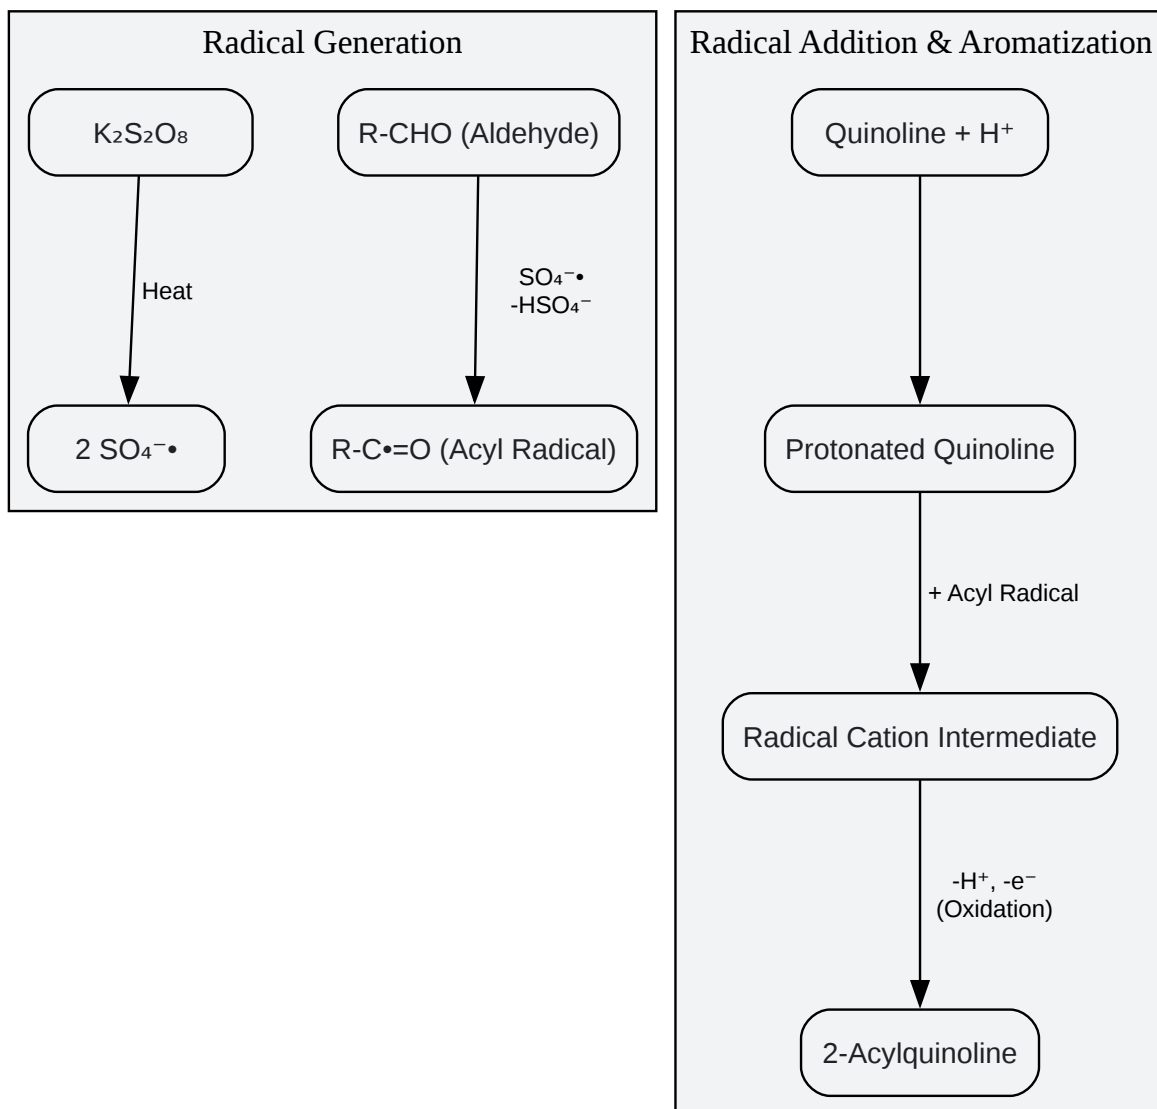 Radical Generation
K₂S₂O₈
R-CHO (Aldehyde)
Heat
SO₄⁻•
-HSO₄⁻
2 SO₄⁻•
R-C•=O (Acyl Radical)
Radical Addition & Aromatization
Quinoline + H⁺
Protonated Quinoline
+ Acyl Radical
Radical Cation Intermediate
-H⁺, -e⁻
(Oxidation)
2-Acylquinoline